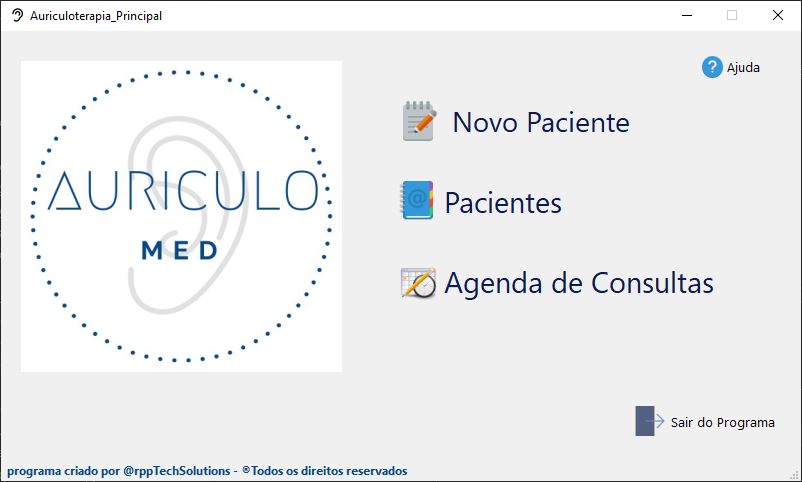 Auriculoterapia_Principal
Ajuda
Novo Paciente
AURICULO
MED
Pacientes
Agenda de Consultas
Sair do Programa
programa criado por @rppTechSolutions - ®Todos os direitos reservados